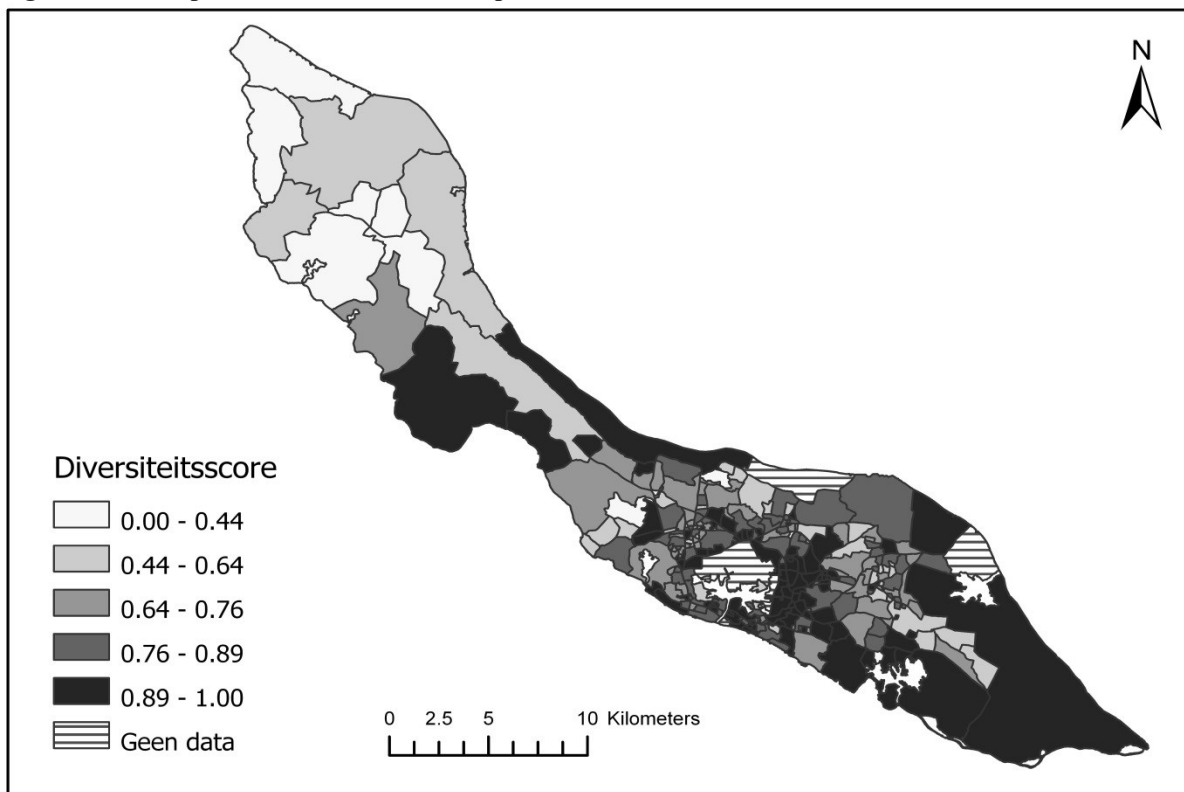 N
Diversiteitsscore
0.00 - 0.44
0.44 - 0.64
0.64 - 0.76
0.76 - 0.89
0.89 - 1.00
Geen data
0 2.5 5 10 Kilometers